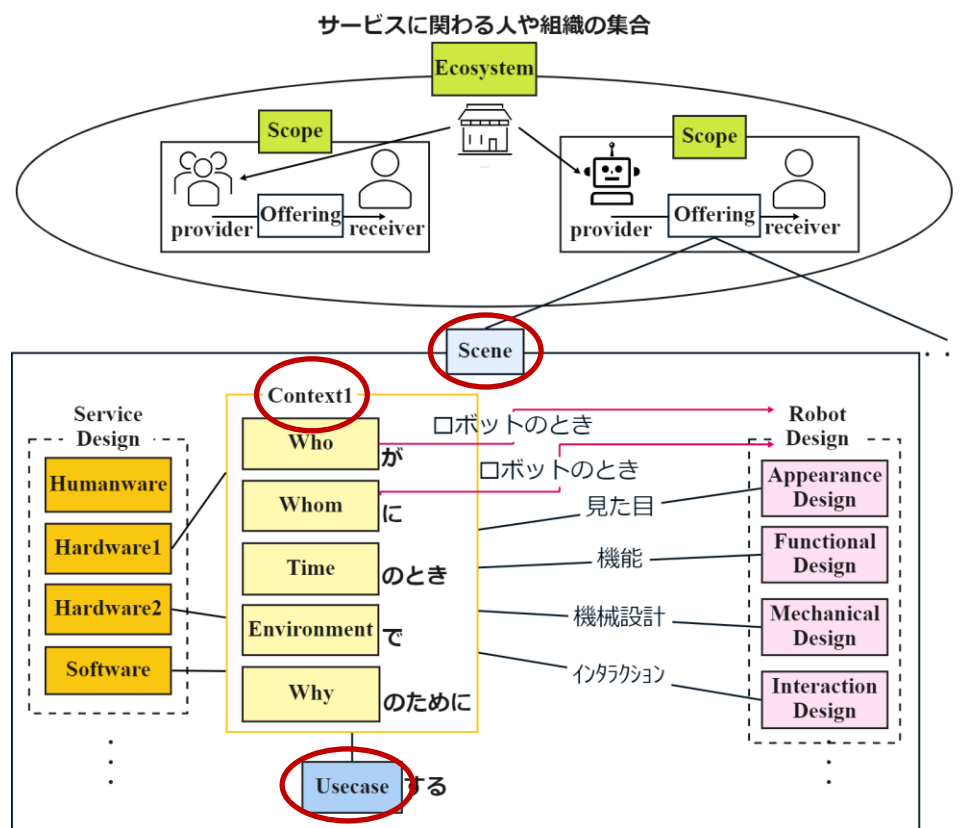 サービスに関わる人や組織の集合
Ecosystem
Scope
Scope
Offering
provider
receiver
Offering
provider
receiver
Scene
. .
Service
Design
Humanware
Hardware1
Hardware2
Software
Context1
Who
が
Whom
に
Time
のとき
Environment
で
Why
のために
Usecase
する
ロボットのとき
ロボットのとき
見た目
機能
機械設計
インタラクション
Robot
Design
Appearance
Design
Functional
Design
Mechanical
Design
Interaction
Design